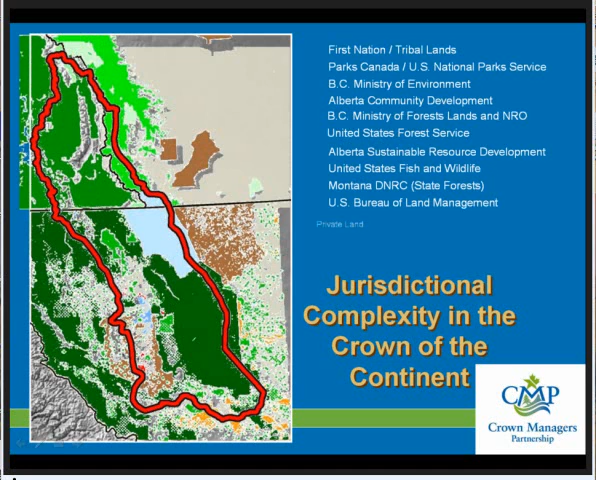 First Nation / Tribal Lands
Parks Canada / U.S. National Parks Service
B.C. Ministry of Environment
Alberta Community Development
B.C. Ministry of Forests Lands and NRO
United States Forest Service
Alberta Sustainable Resource Development
United States Fish and Wildlife
Montana DNRC (State Forests)
U.S. Bureau of Land Management
Private Land
Jurisdictional
Complexity in the
Crown of the
Continent
CMP
Crown Managers
Partnership